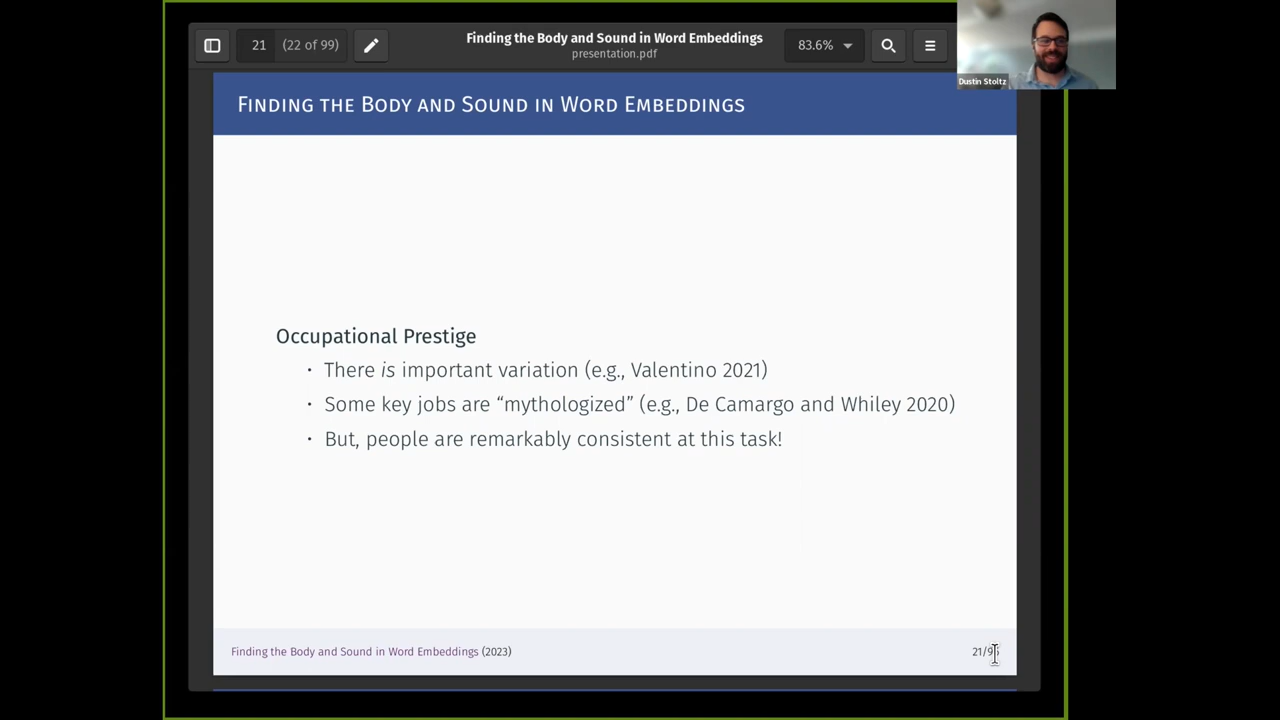 21 (22 of 99)
Finding the Body and Sound in Word Embeddings
presentation.pdf
83.6%
Dustin Stoltz
Finding the Body and Sound in Word Embeddings
Occupational Prestige
· There is important variation (e.g., Valentino 2021)
· Some key jobs are “mythologized” (e.g., De Camargo and Whiley 2020)
· But, people are remarkably consistent at this task!
Finding the Body and Sound in Word Embeddings (2023)